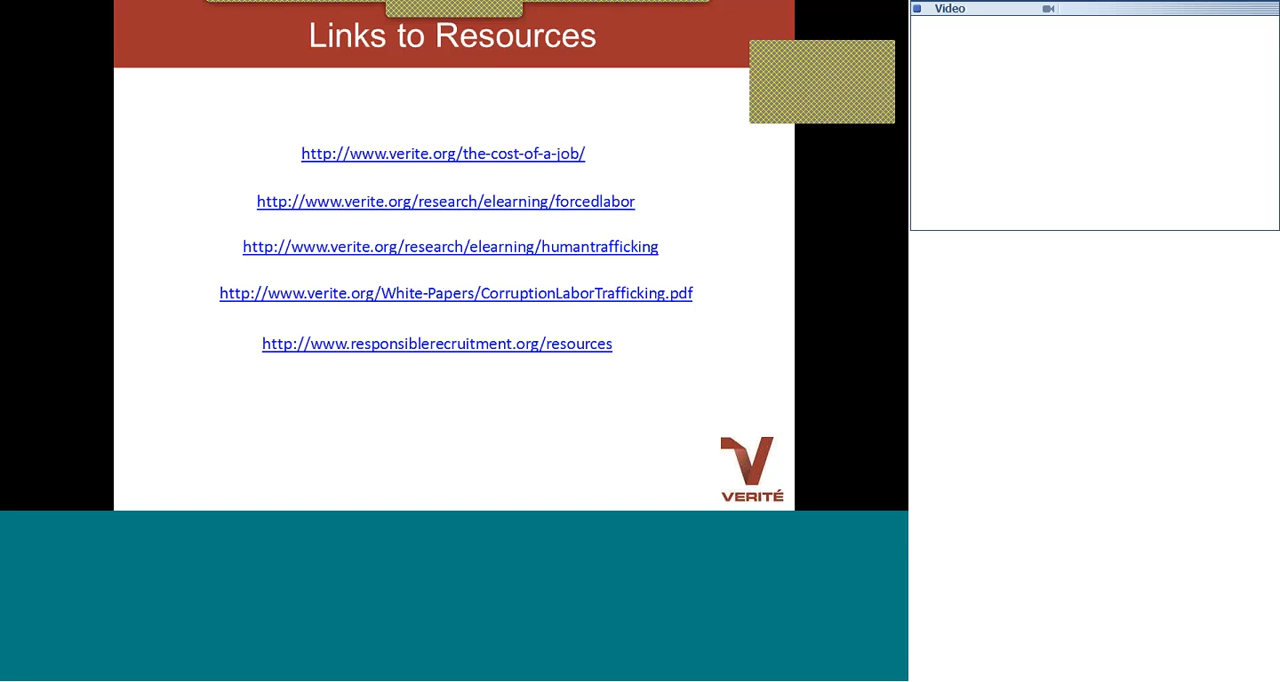 Video
Links to Resources
http://www.verite.org/the-cost-of-a-job/
http://www.verite.org/research/elearning/forcedlabor
http://www.verite.org/research/elearning/humantrafficking
http://www.verite.org/White-Papers/CorruptionLaborTrafficking.pdf
http://www.responsiblerecruitment.org/resources
VERITÉ